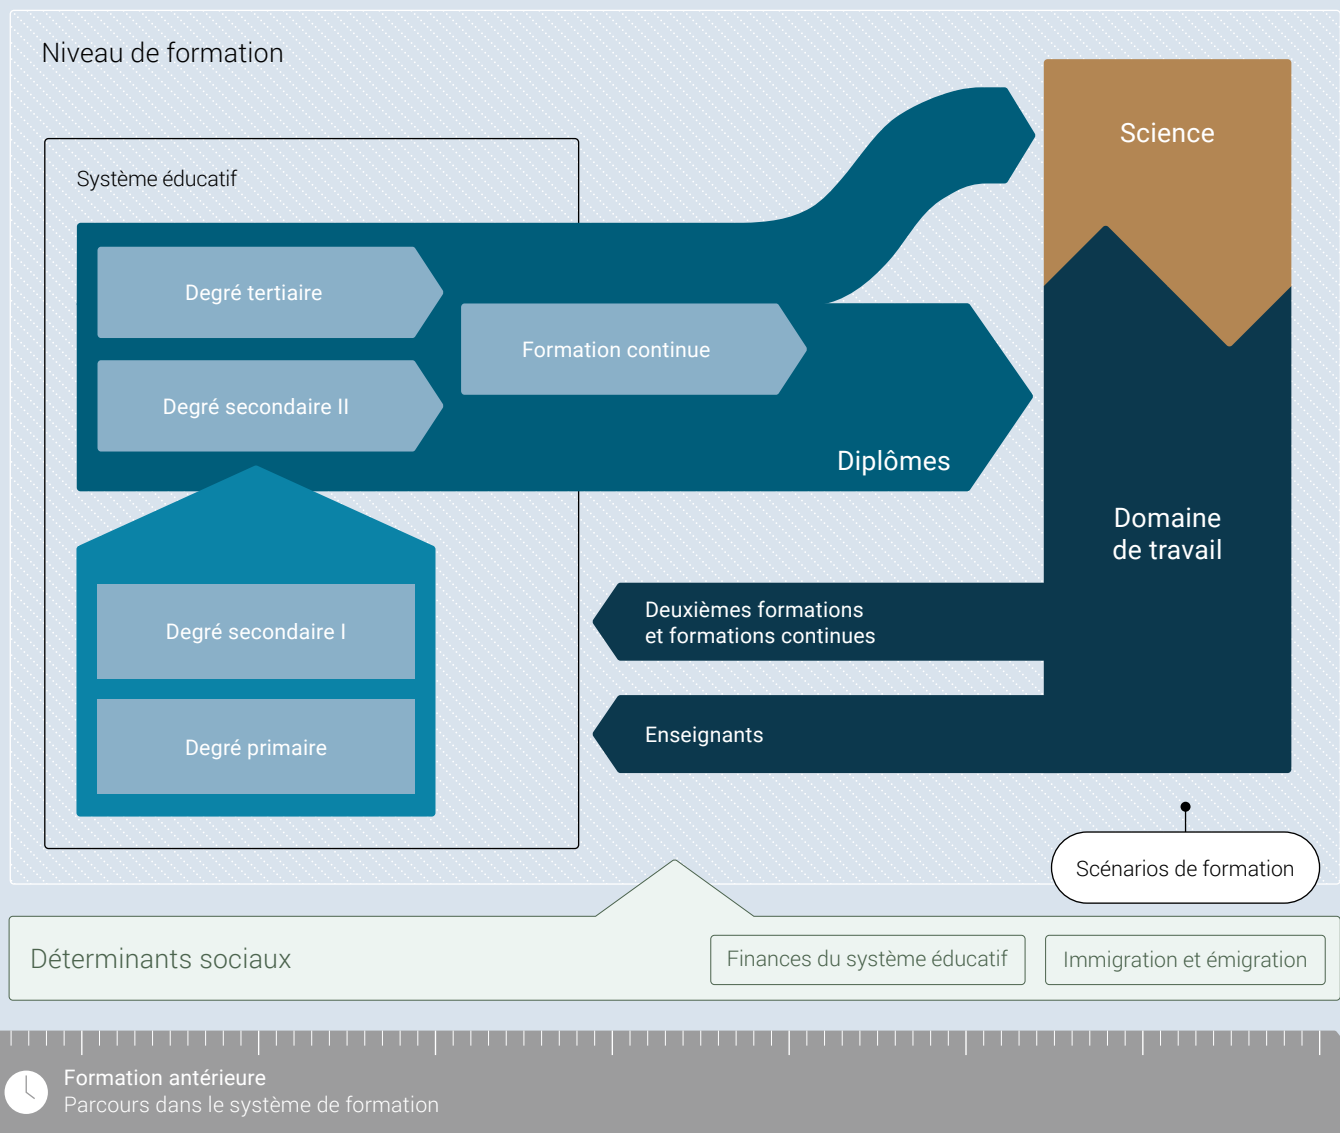 Niveau de formation
Science
Système éducatif
Degré tertiaire
Formation continue
Degré secondaire II
Diplômes
Domaine
de travail
Deuxièmes formations
et formations continues
Degré secondaire I
Enseignants
Degré primaire
Scénarios de formation
Déterminants sociaux
Finances du système éducatif
Immigration et émigration
Formation antérieure
Parcours dans le système de formation